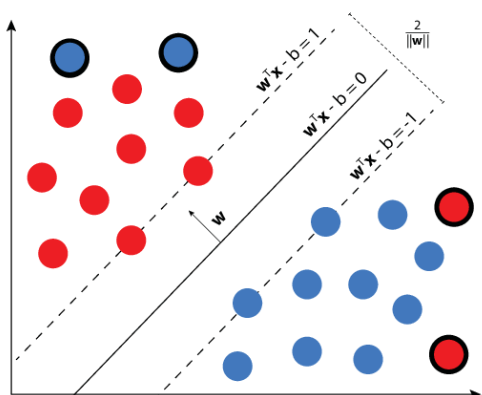 wᵀx - b = 1
2
||w||
wᵀx - b = 0
wᵀx - b = -1
w